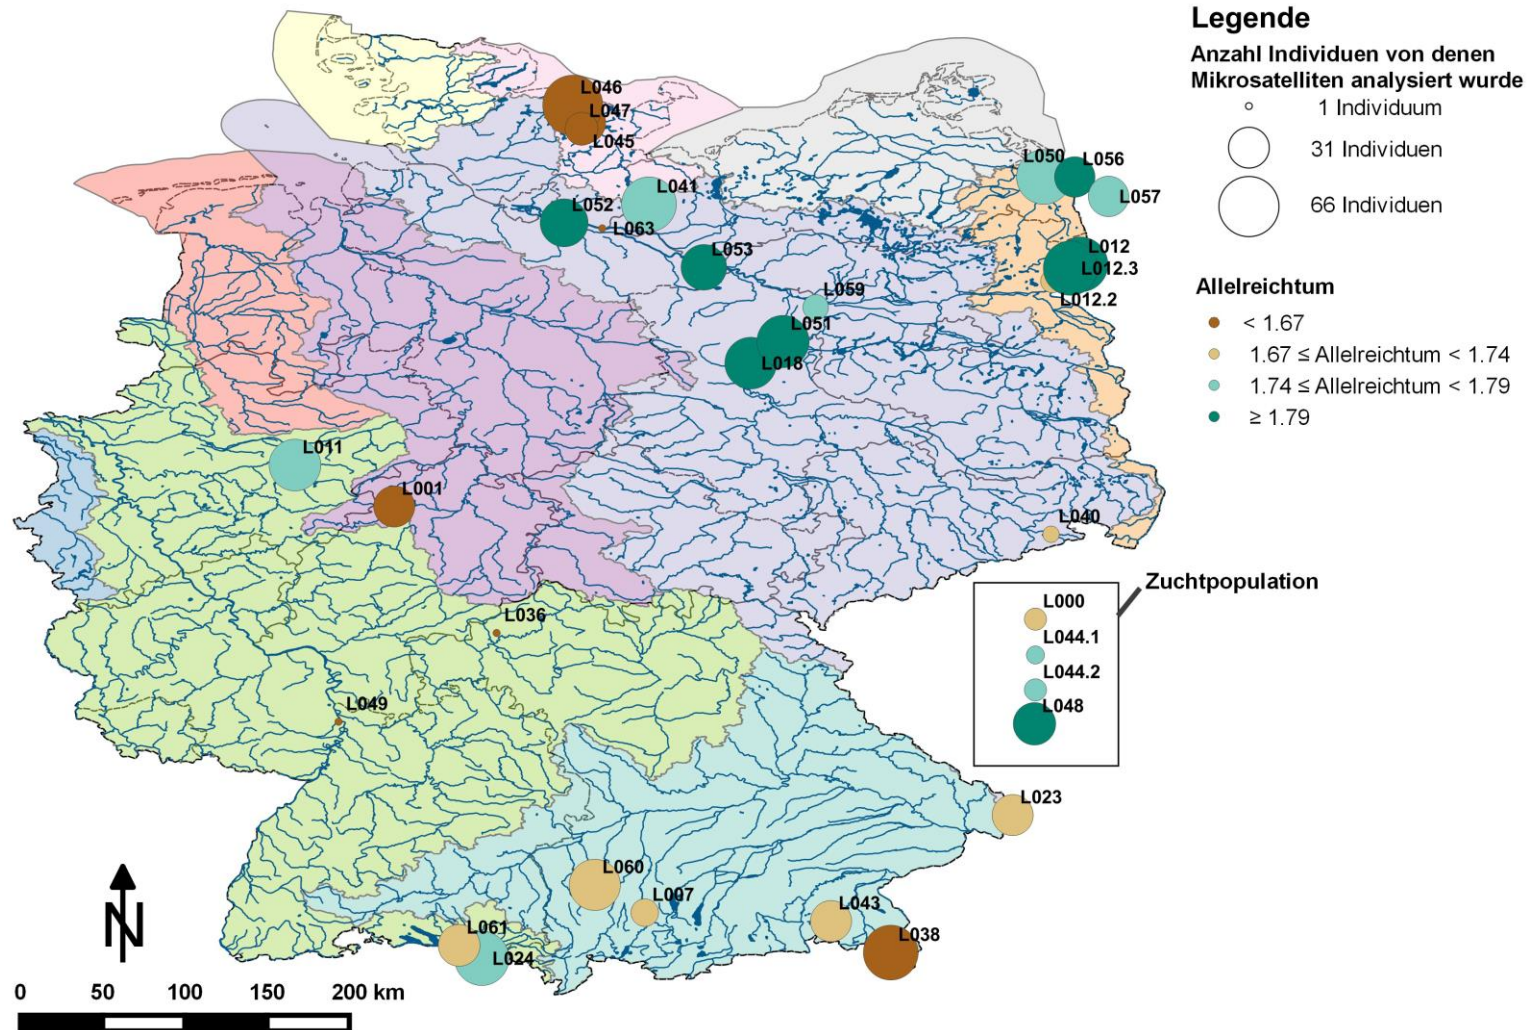 Legende
Anzahl Individuen von denen
Mikrosatelliten analysiert wurde
1 Individuum
31 Individuen
66 Individuen
Allelreichtum
< 1.67
1.67 ≤ Allelreichtum < 1.74
1.74 ≤ Allelreichtum < 1.79
≥ 1.79
L046
L047
L045
L050
L056
L057
L041
L052
L063
L053
L012
L012.3
L012.2
L059
L051
L018
L011
L001
L040
Zuchtpopulation
L000
L044.1
L044.2
L048
L036
L049
L023
L060
L007
L043
L061
L038
L024
N
0 50 100 150 200 km